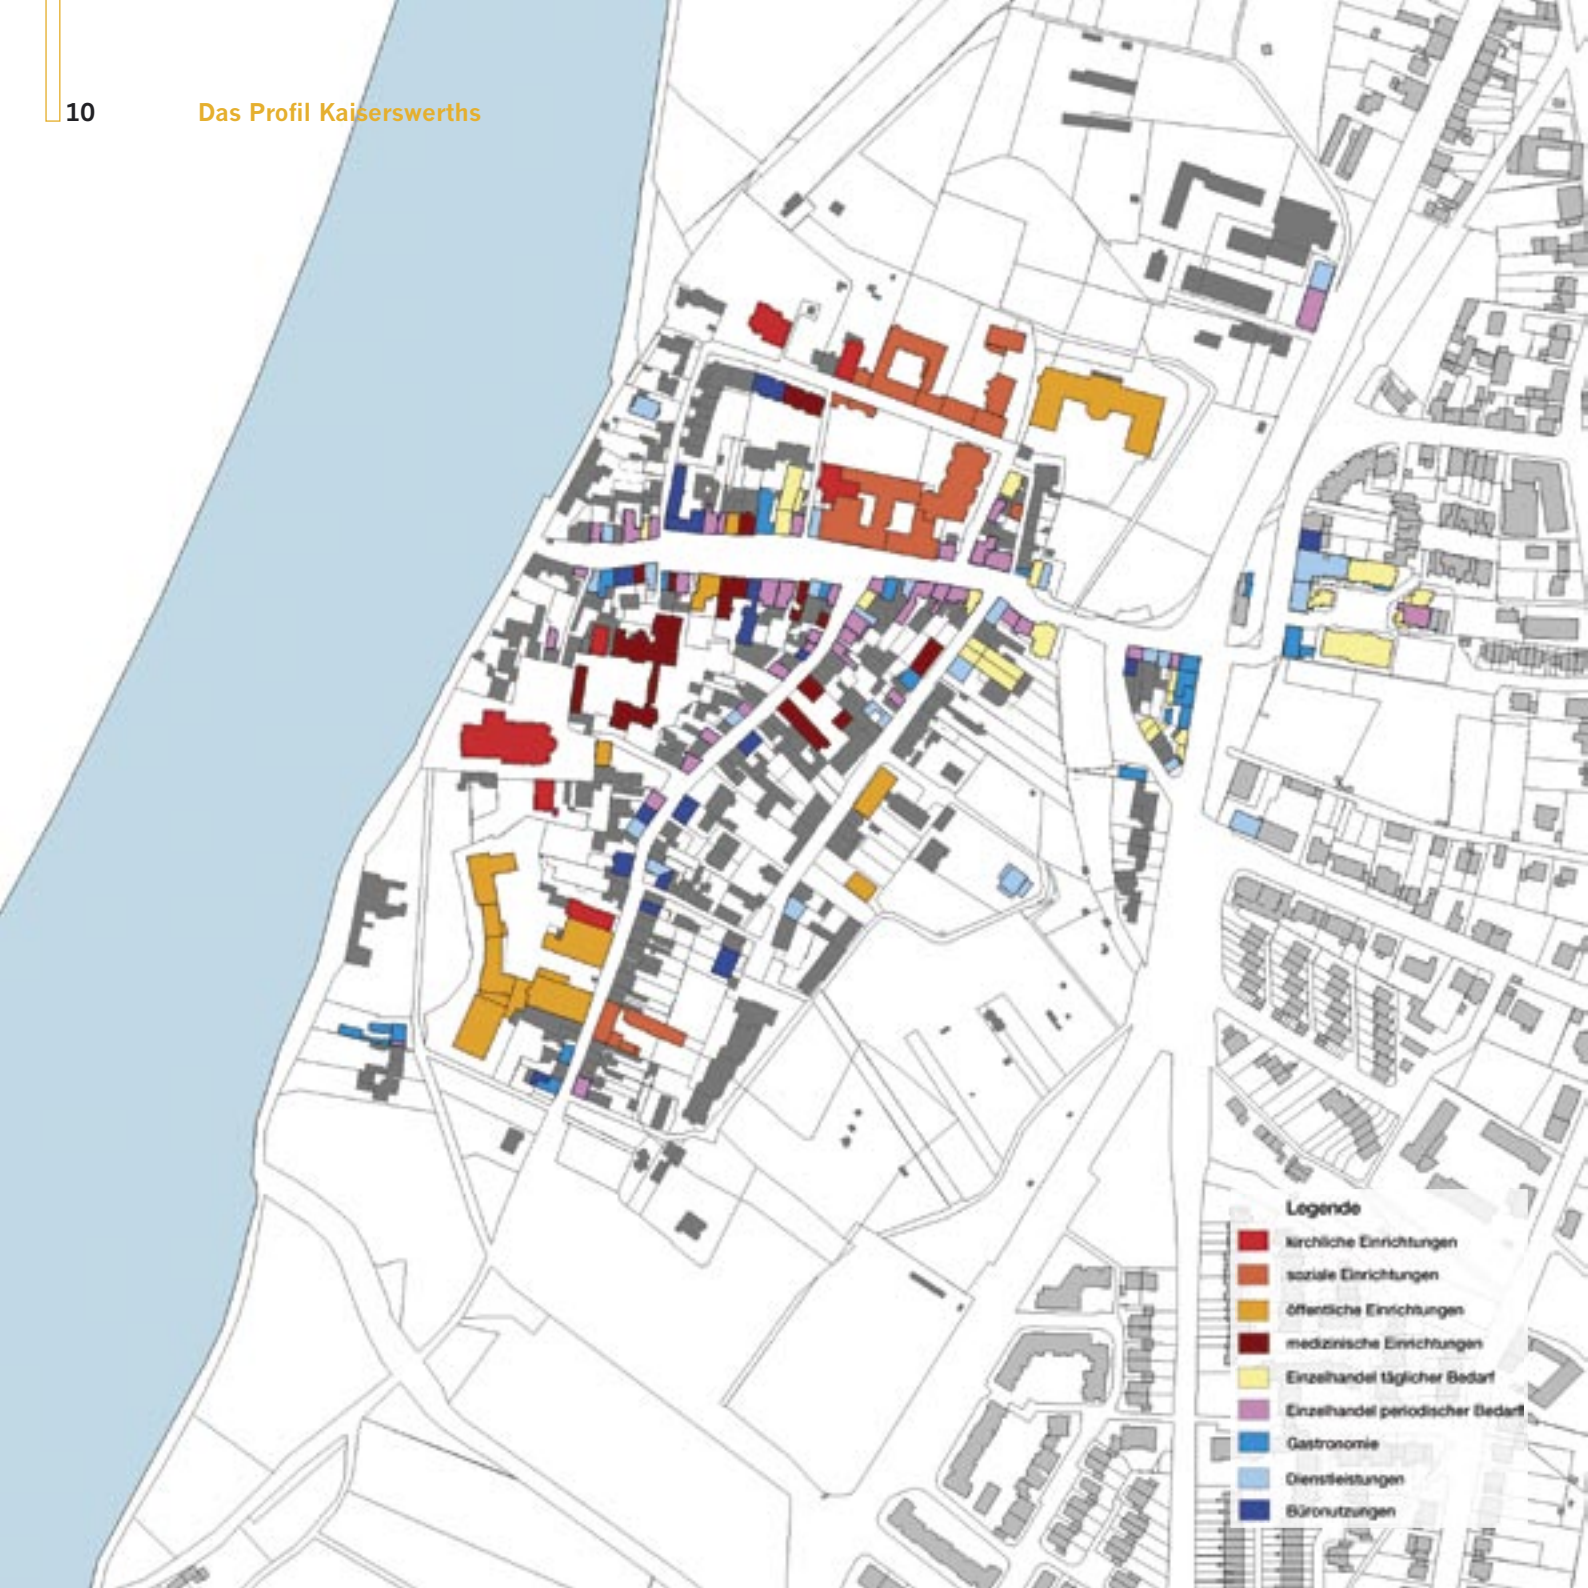 10
Das Profil Kaiserswerths
Legende
kirchliche Einrichtungen
soziale Einrichtungen
öffentliche Einrichtungen
medizinische Einrichtungen
Einzelhandel täglicher Bedarf
Einzelhandel periodischer Bedarf
Gastronomie
Dienstleistungen
Büronutzungen